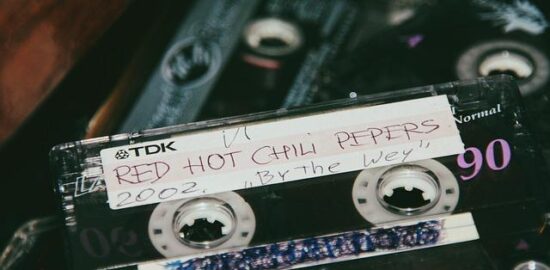 Normal
TDK
RED HOT CHILI PEPERS
2002. „By The Wey"
90